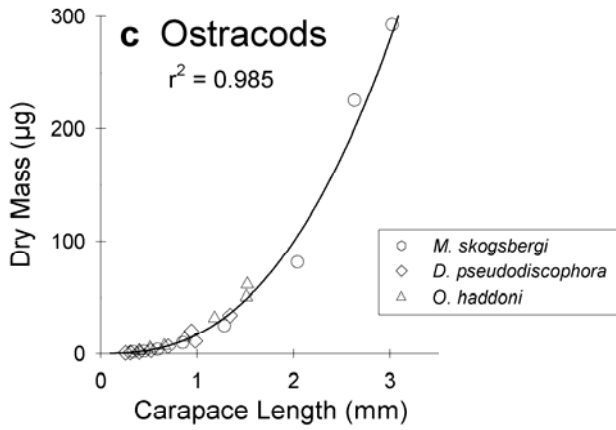 c Ostracods
r² = 0.985
300
200
100
0
Dry Mass (µg)
0
1
2
3
Carapace Length (mm)
M. skogsbergi
D. pseudodiscophora
O. haddoni